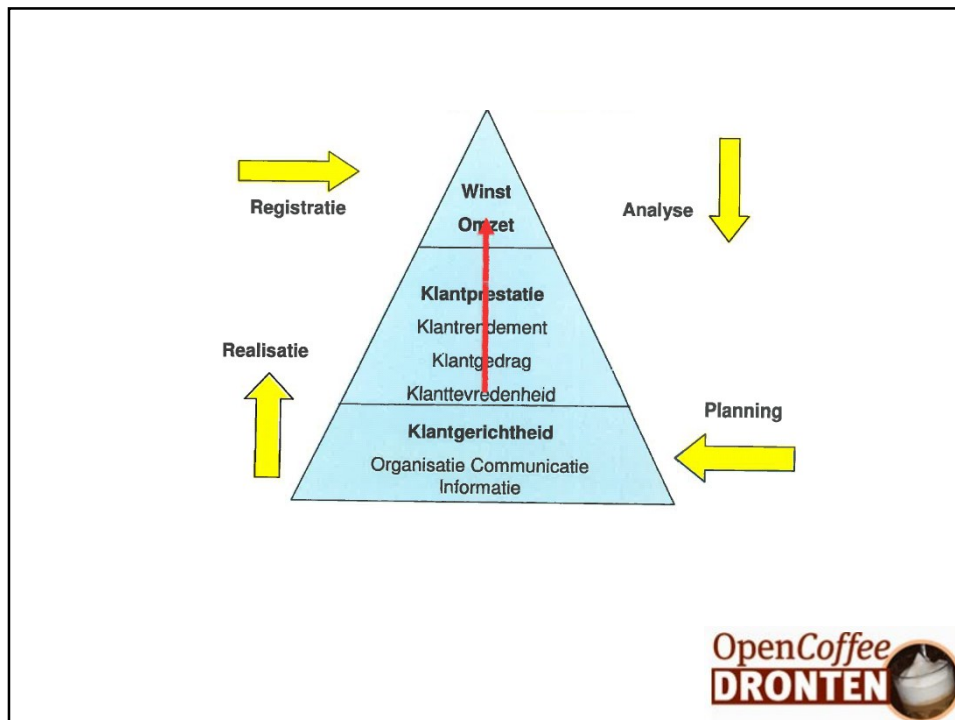 Winst
Omzet
Registratie
Analyse
Klantprestatie
Klantrendement
Klantgedrag
Klanttevredenheid
Realisatie
Planning
Klantgerichtheid
Organisatie Communicatie
Informatie
OpenCoffee
DRONTEN